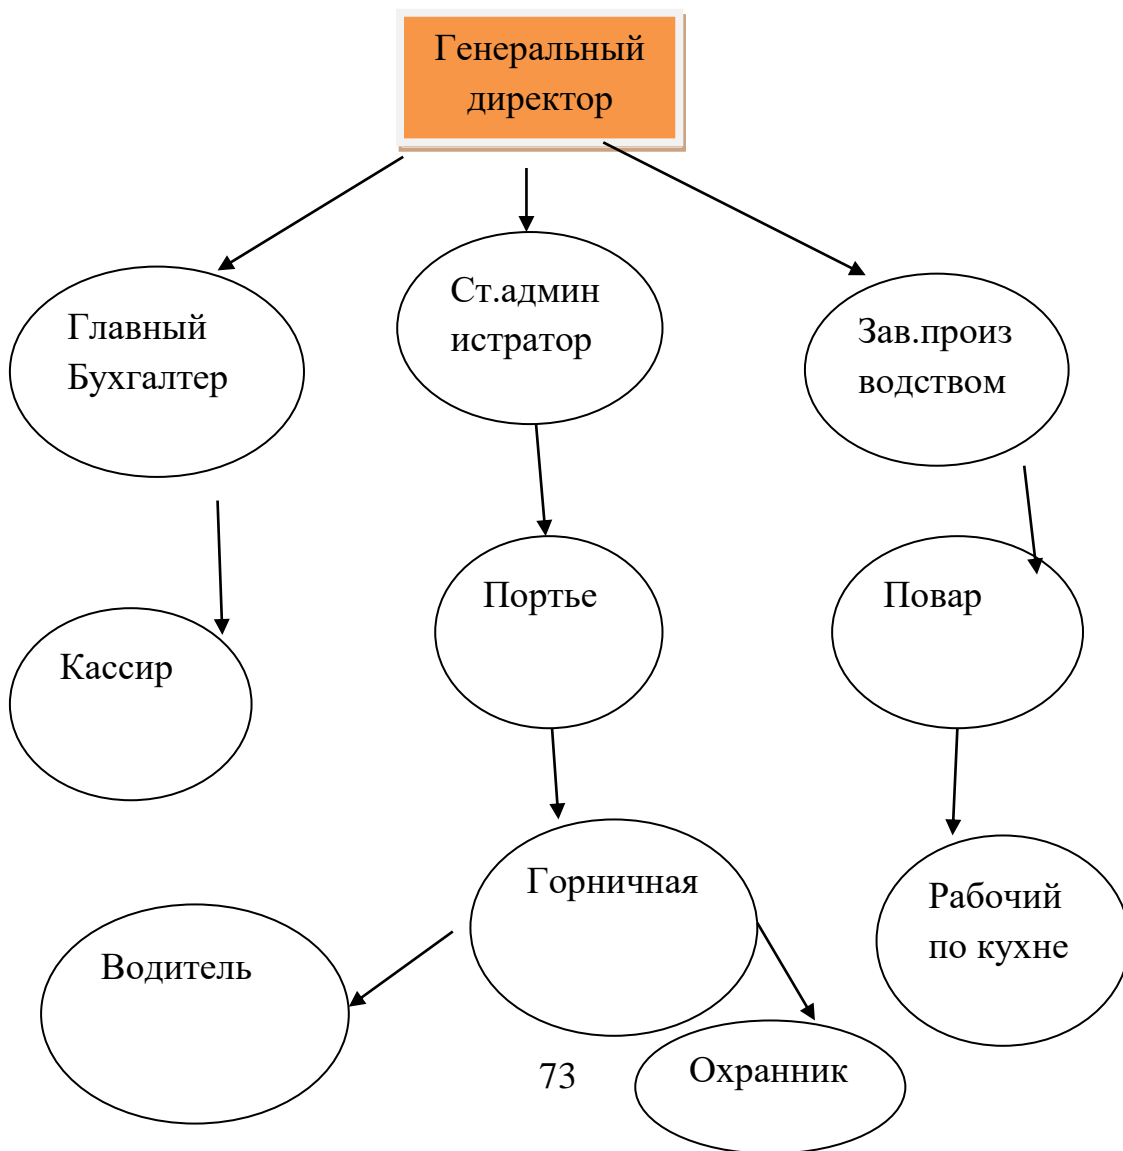 Генеральный
директор
Главный
Бухгалтер
Ст.админ
истратор
Зав.произ
водством
Кассир
Портье
Повар
Водитель
Горничная
Рабочий
по кухне
73
Охранник